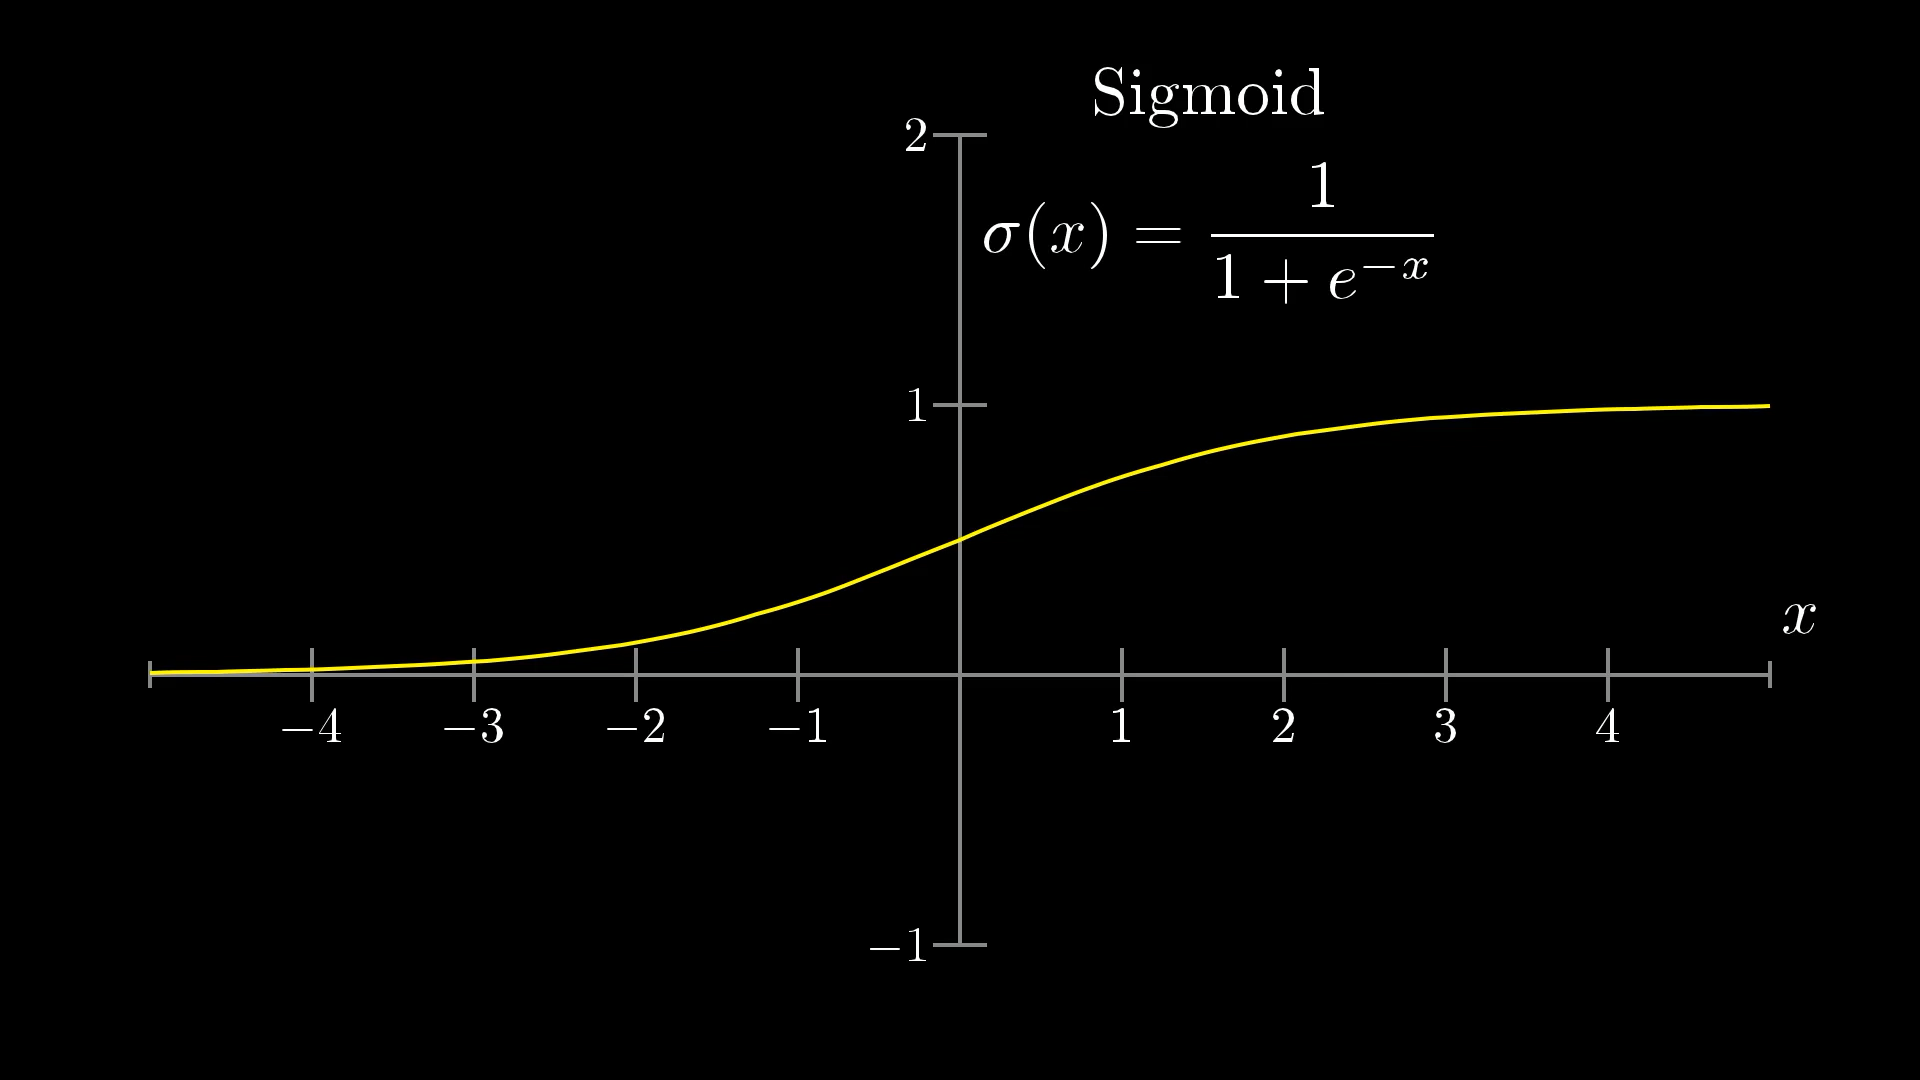 Sigmoid
2
σ(x) = 1 / (1 + e^{−x})
1
x
−4 −3 −2 −1 1 2 3 4
−1